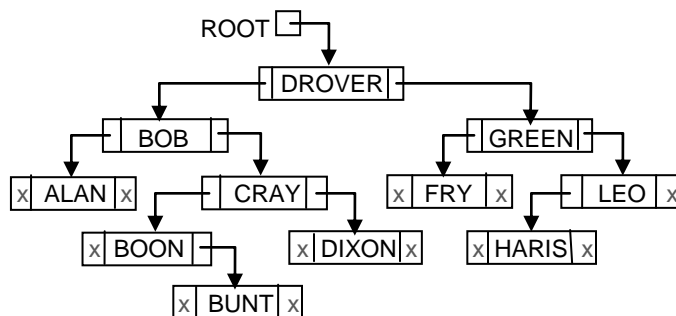 ROOT
DROVER
BOB GREEN
x ALAN x CRAY x FRY x LEO x
x BOON x DIXON x x HARIS x
x BUNT x